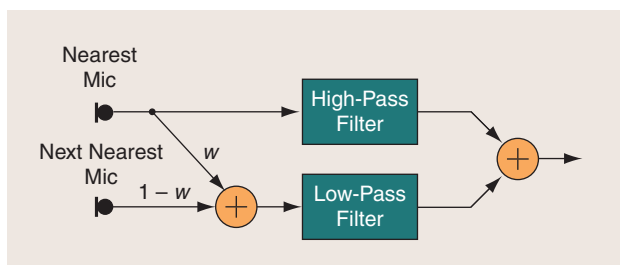 Nearest
Mic
High-Pass
Filter
w
Next Nearest
Mic
1 – w
+
+
Low-Pass
Filter